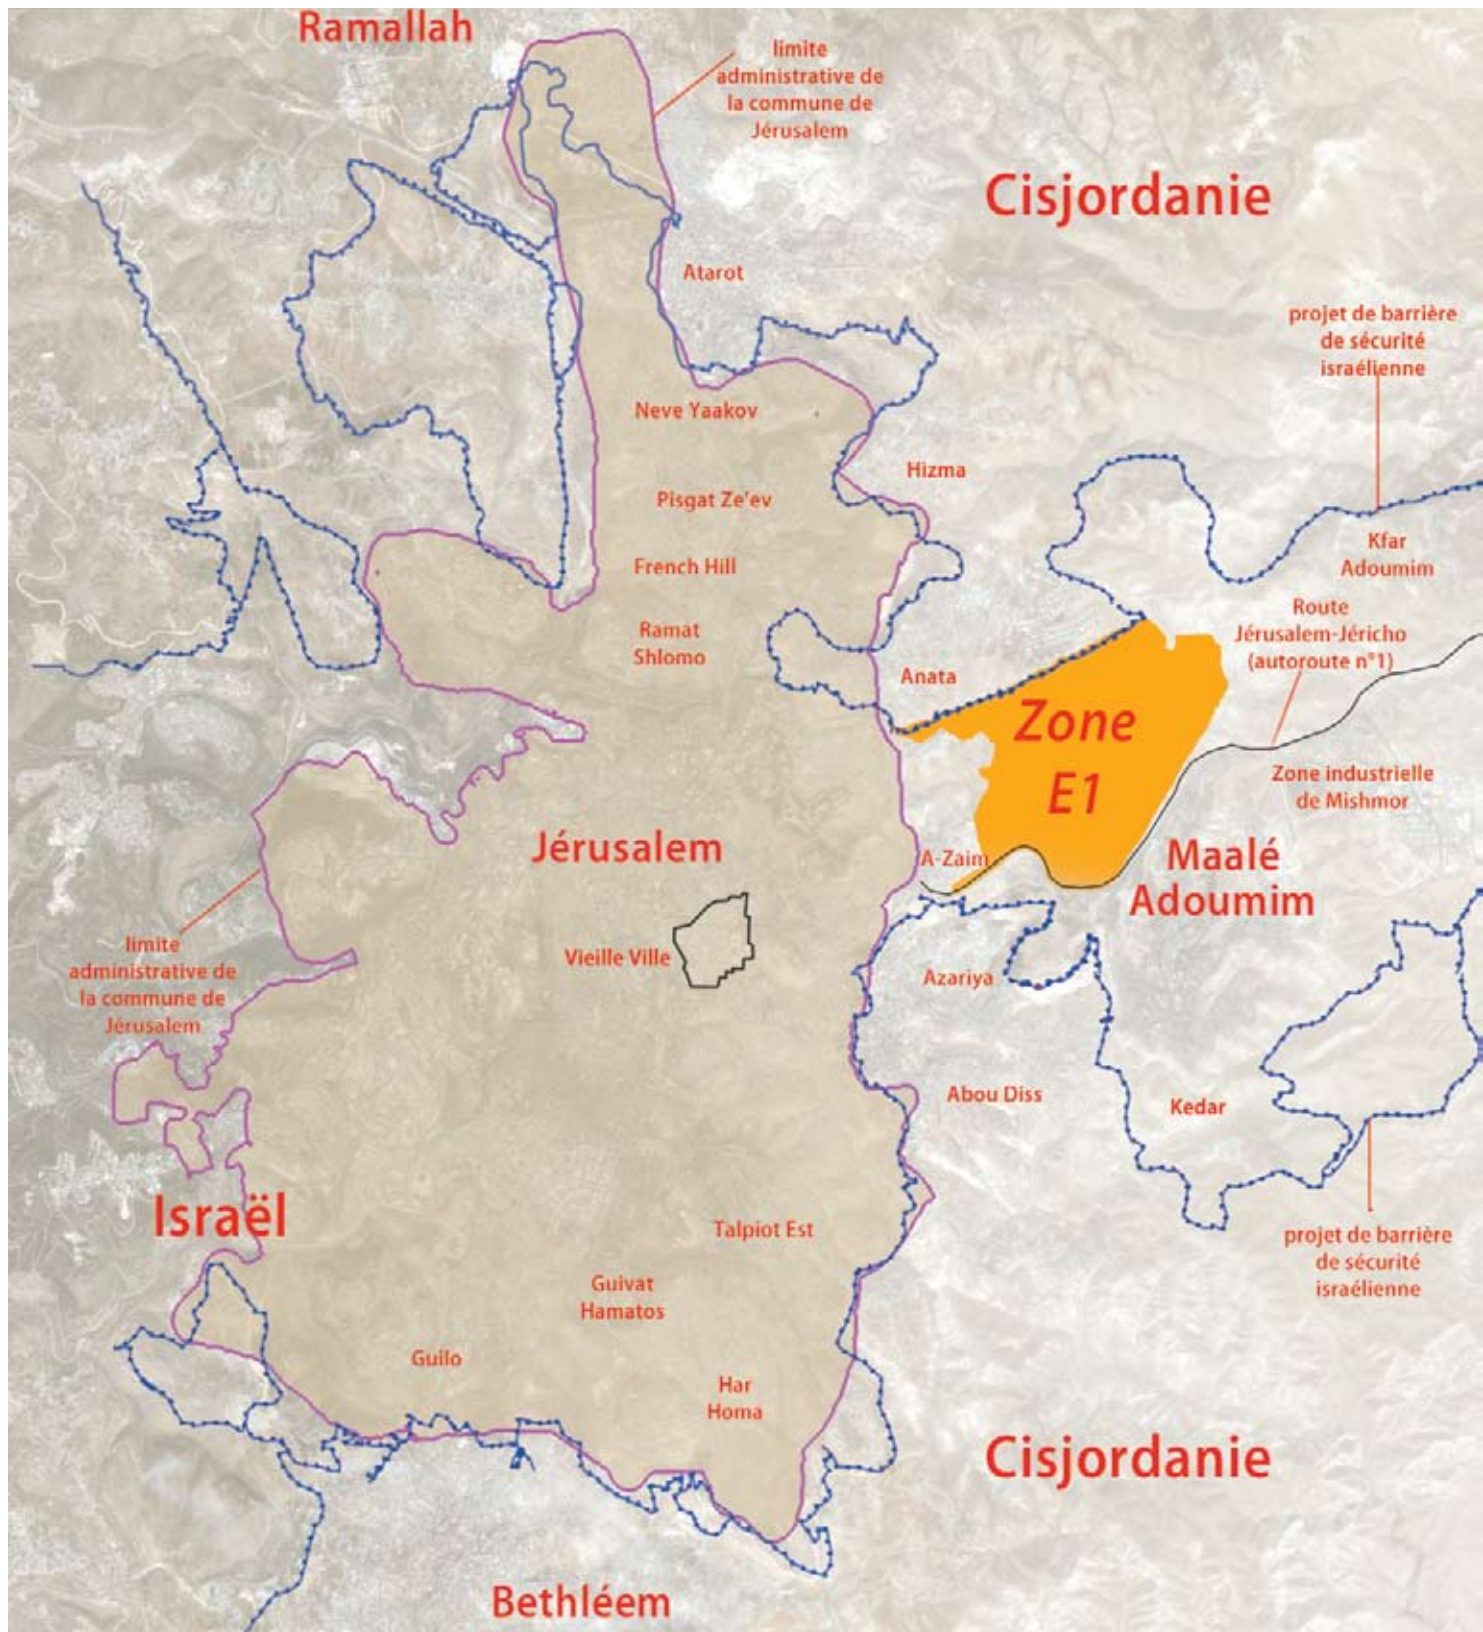 Ramallah
limite
administrative de
la commune de
Jérusalem
Cisjordanie
Atarot
projet de barrière
de sécurité
israélienne
Neve Yaakov
Hizma
Pisgat Ze'ev
Kfar
Adoumim
French Hill
Route
Jérusalem-Jéricho
(autoroute n°1)
Ramat
Shlomo
Anata
Zone
E1
Zone industrielle
de Mishmor
Jérusalem
A-Zaim
Maalé
Adoumim
limite
administrative de
la commune de
Jérusalem
Vieille Ville
Azariya
Abou Diss
Kedar
Israël
Talpiot Est
projet de barrière
de sécurité
israélienne
Guivat
Hamatos
Guilo
Har
Homa
Cisjordanie
Bethléem